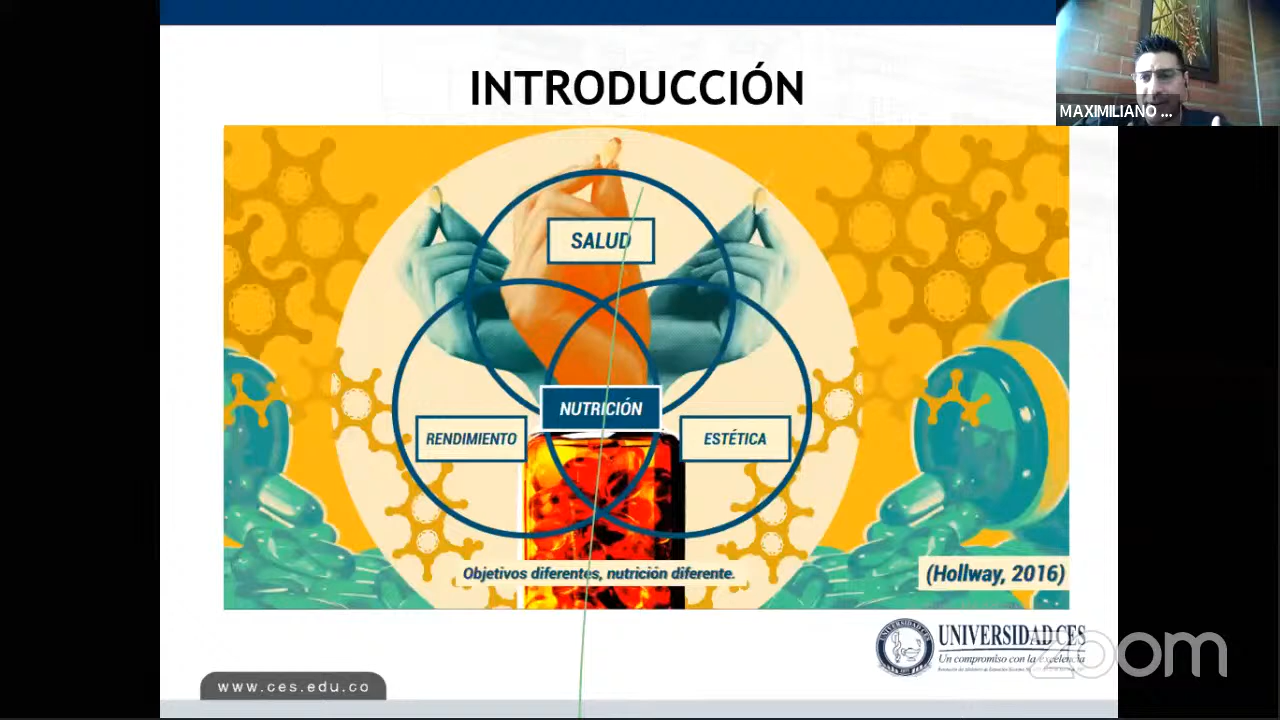 INTRODUCCIÓN
MAXIMILIANO ...
SALUD
NUTRICIÓN
RENDIMIENTO
ESTÉTICA
Objetivos diferentes, nutrición diferente.
(Hollway, 2016)
UNIVERSIDAD CES
Un compromiso con la excelencia
zoom
www.ces.edu.co